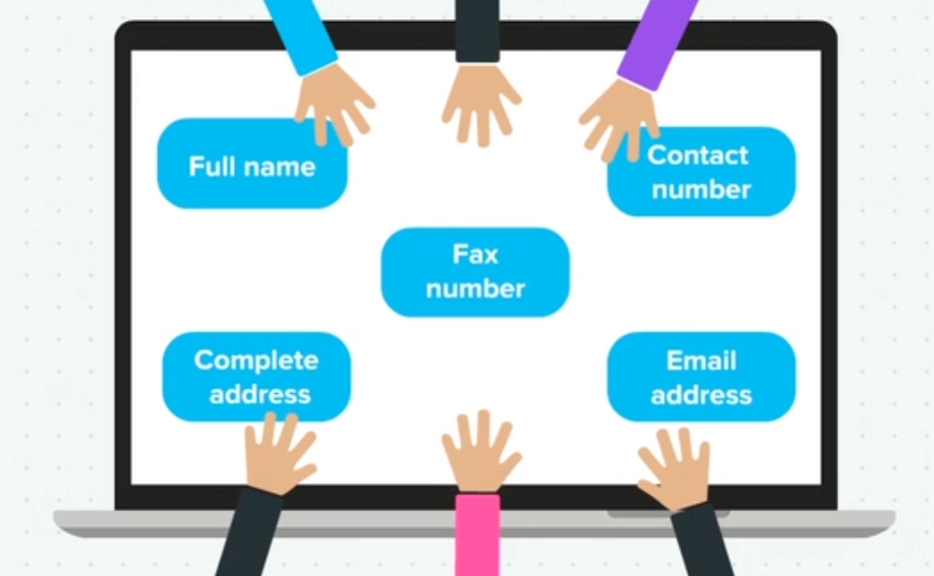 Full name
Contact
number
Fax
number
Complete
address
Email
address